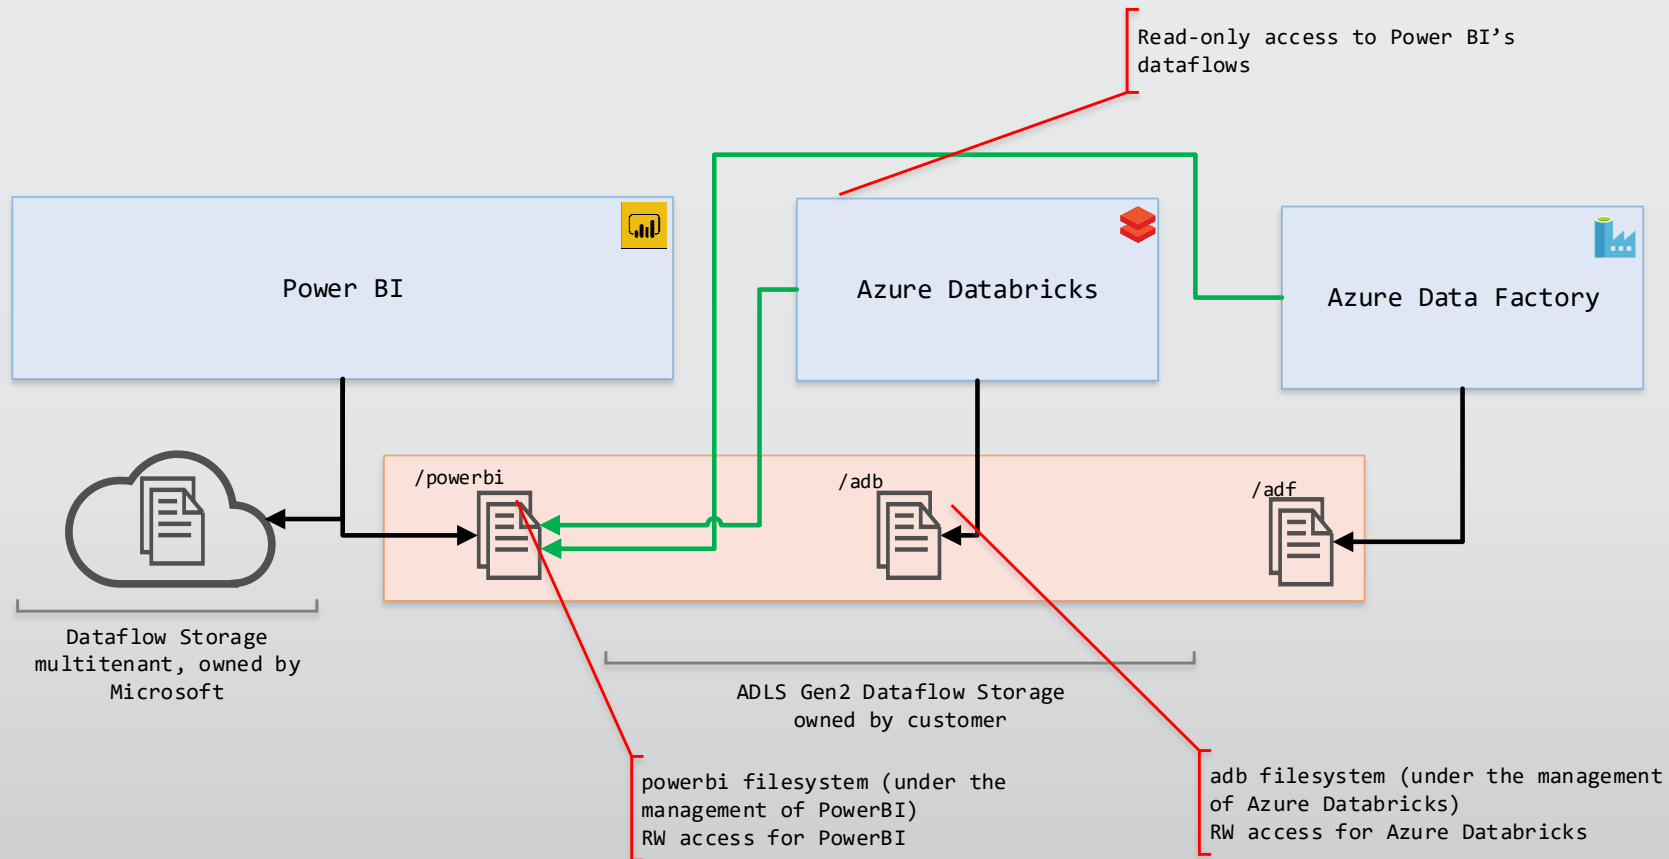 Read-only access to Power BI’s
dataflows
Power BI
Azure Databricks
Azure Data Factory
/powerbi
/adb
/adf
Dataflow Storage
multitenant, owned by
Microsoft
ADLS Gen2 Dataflow Storage
owned by customer
powerbi filesystem (under the
management of PowerBI)
RW access for PowerBI
adb filesystem (under the management
of Azure Databricks)
RW access for Azure Databricks